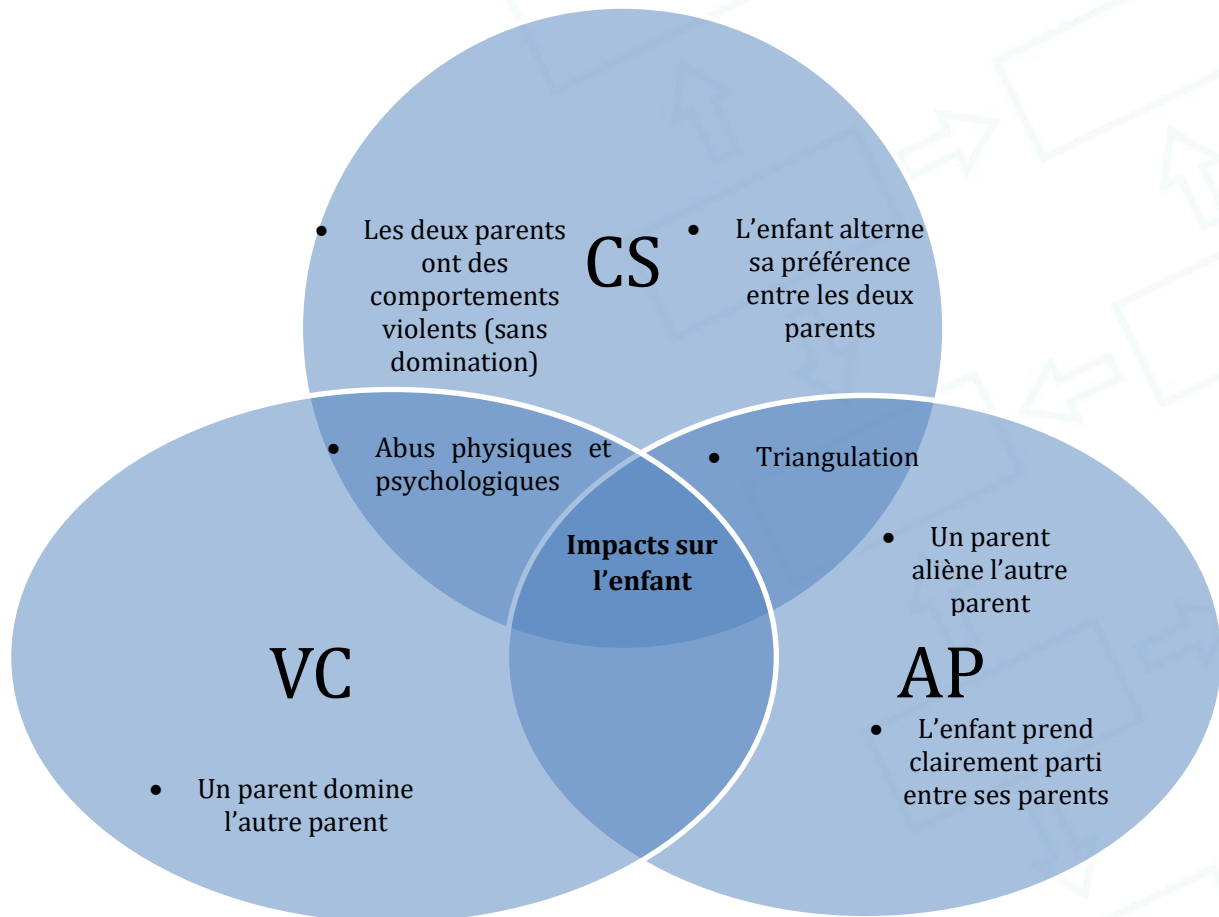 • Les deux parents
ont des
comportements
violents (sans
domination)
CS
• L’enfant alterne
sa préférence
entre les deux
parents
• Abus physiques et
psychologiques
• Triangulation
Impacts sur
l’enfant
• Un parent
aliène l’autre
parent
VC
AP
• L’enfant prend
clairement parti
entre ses parents
• Un parent domine
l’autre parent